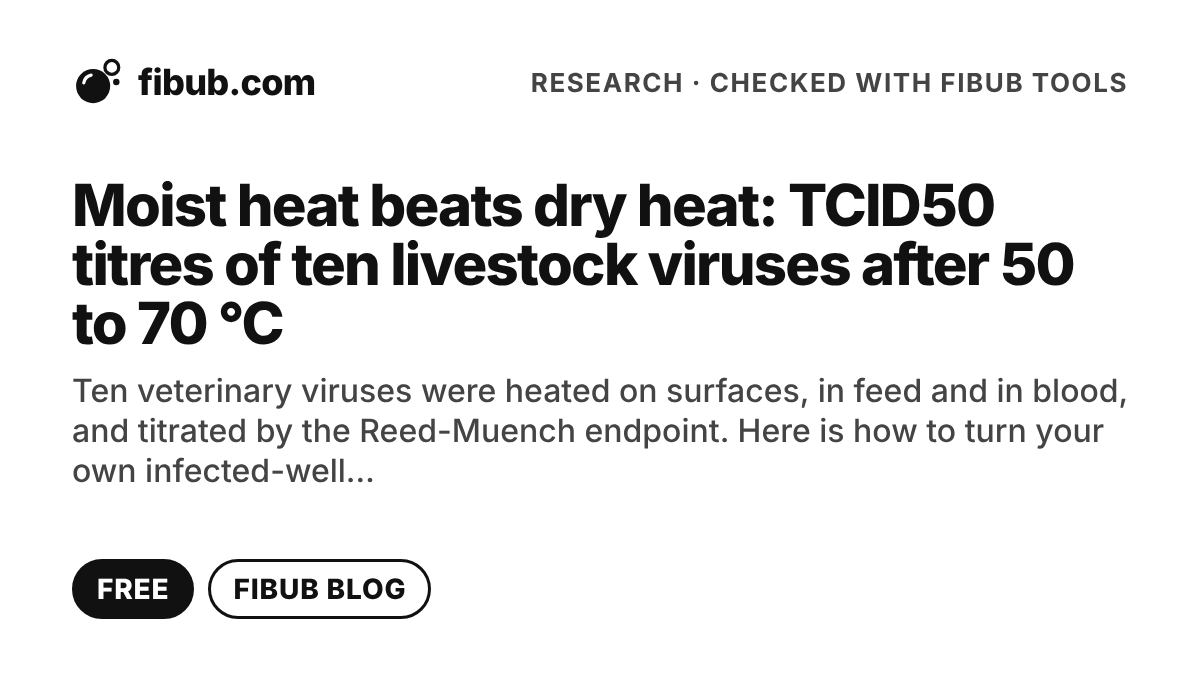 fibub.com
RESEARCH · CHECKED WITH FIBUB TOOLS
Moist heat beats dry heat: TCID50
titres of ten livestock viruses after 50
to 70 °C
Ten veterinary viruses were heated on surfaces, in feed and in blood,
and titrated by the Reed-Muench endpoint. Here is how to turn your
own infected-well...
FREE
FIBUB BLOG